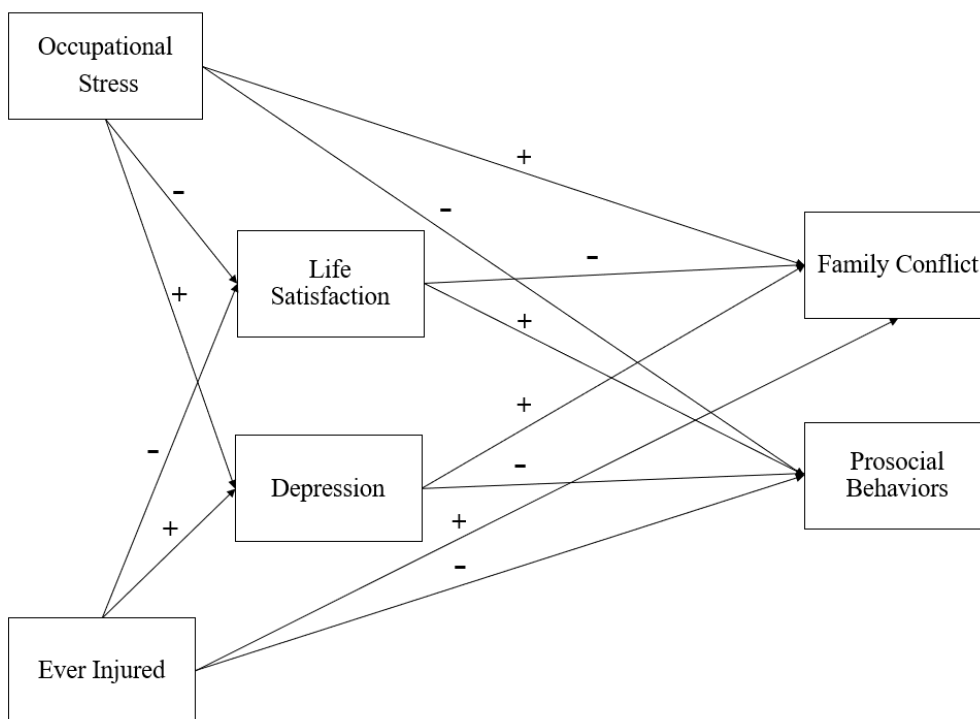 Occupational
Stress
+
-
-
-
Family Conflict
Life
Satisfaction
+
+
+
-
-
Prosocial
Behaviors
Depression
+
+
-
Ever Injured